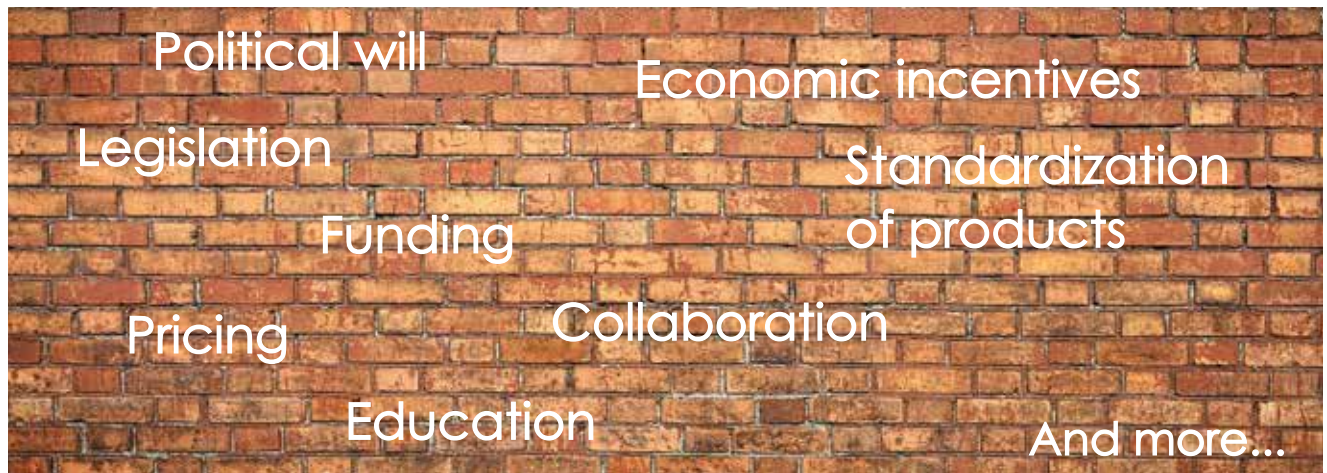 Political will
Economic incentives
Legislation
Standardization
of products
Funding
Collaboration
Pricing
Education
And more...